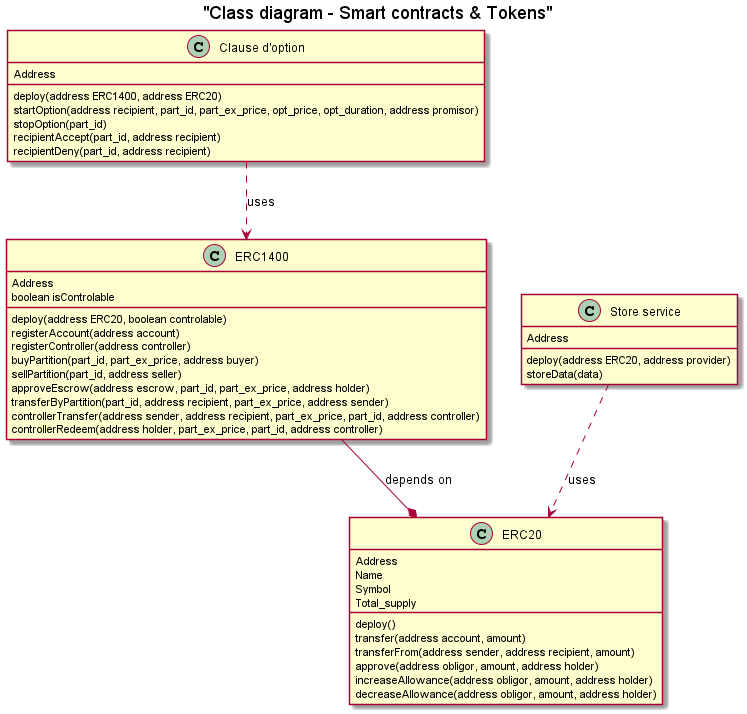 "Class diagram - Smart contracts & Tokens"
C Clause d'option
Address
deploy(address ERC1400, address ERC20)
startOption(address recipient, part_id, part_ex_price, opt_price, opt_duration, address promisor)
stopOption(part_id)
recipientAccept(part_id, address recipient)
recipientDeny(part_id, address recipient)
uses
C ERC1400
Address
boolean isControlable
deploy(address ERC20, boolean controlable)
registerAccount(address account)
registerController(address controller)
buyPartition(part_id, part_ex_price, address buyer)
sellPartition(part_id, address seller)
approveEscrow(address escrow, part_id, part_ex_price, address holder)
transferByPartition(part_id, address recipient, part_ex_price, address sender)
controllerTransfer(address sender, address recipient, part_ex_price, part_id, address controller)
controllerRedeem(address holder, part_ex_price, part_id, address controller)
C Store service
Address
deploy(address ERC20, address provider)
storeData(data)
depends on
uses
C ERC20
Address
Name
Symbol
Total_supply
deploy()
transfer(address account, amount)
transferFrom(address sender, address recipient, amount)
approve(address obligor, amount, address holder)
increaseAllowance(address obligor, amount, address holder)
decreaseAllowance(address obligor, amount, address holder)